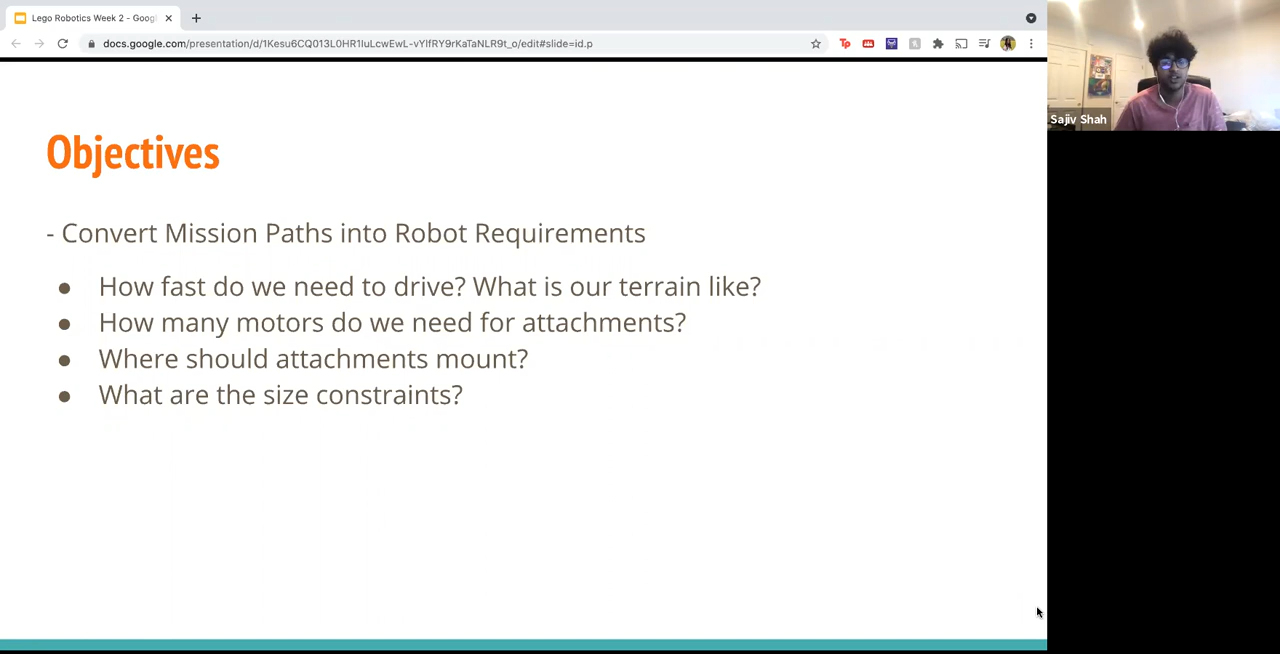 Lego Robotics Week 2 - Googl
docs.google.com/presentation/d/1Kesu6CQ013L0HR1IuLcwEwL-vYlfRY9rKaTaNLR9t_o/edit#slide=id.p
Sajiv Shah
Objectives
- Convert Mission Paths into Robot Requirements
● How fast do we need to drive? What is our terrain like?
● How many motors do we need for attachments?
● Where should attachments mount?
● What are the size constraints?